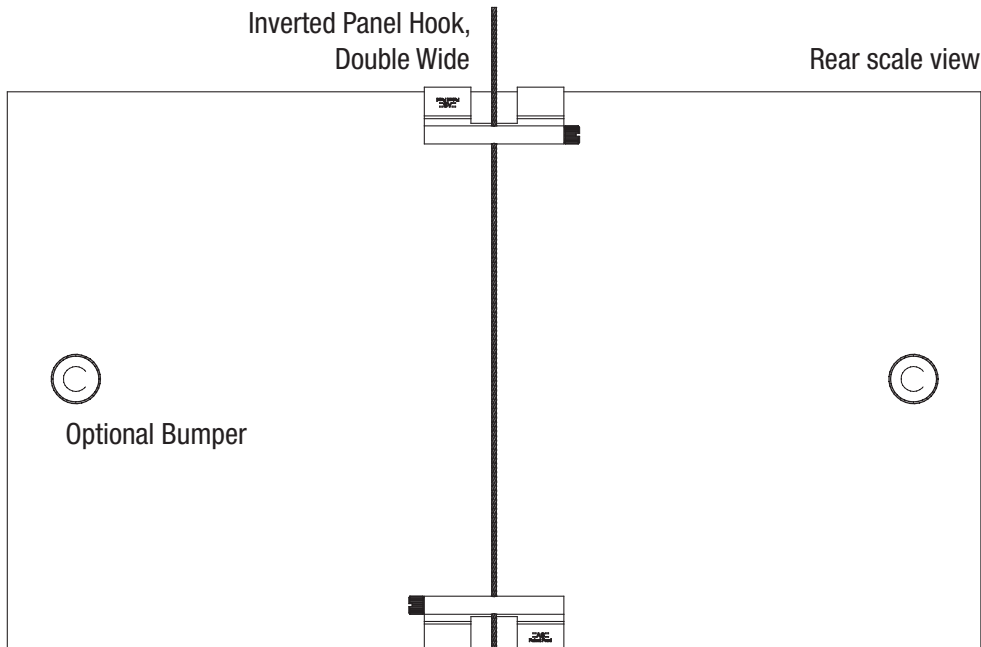 Inverted Panel Hook,
Double Wide
Rear scale view
Optional Bumper